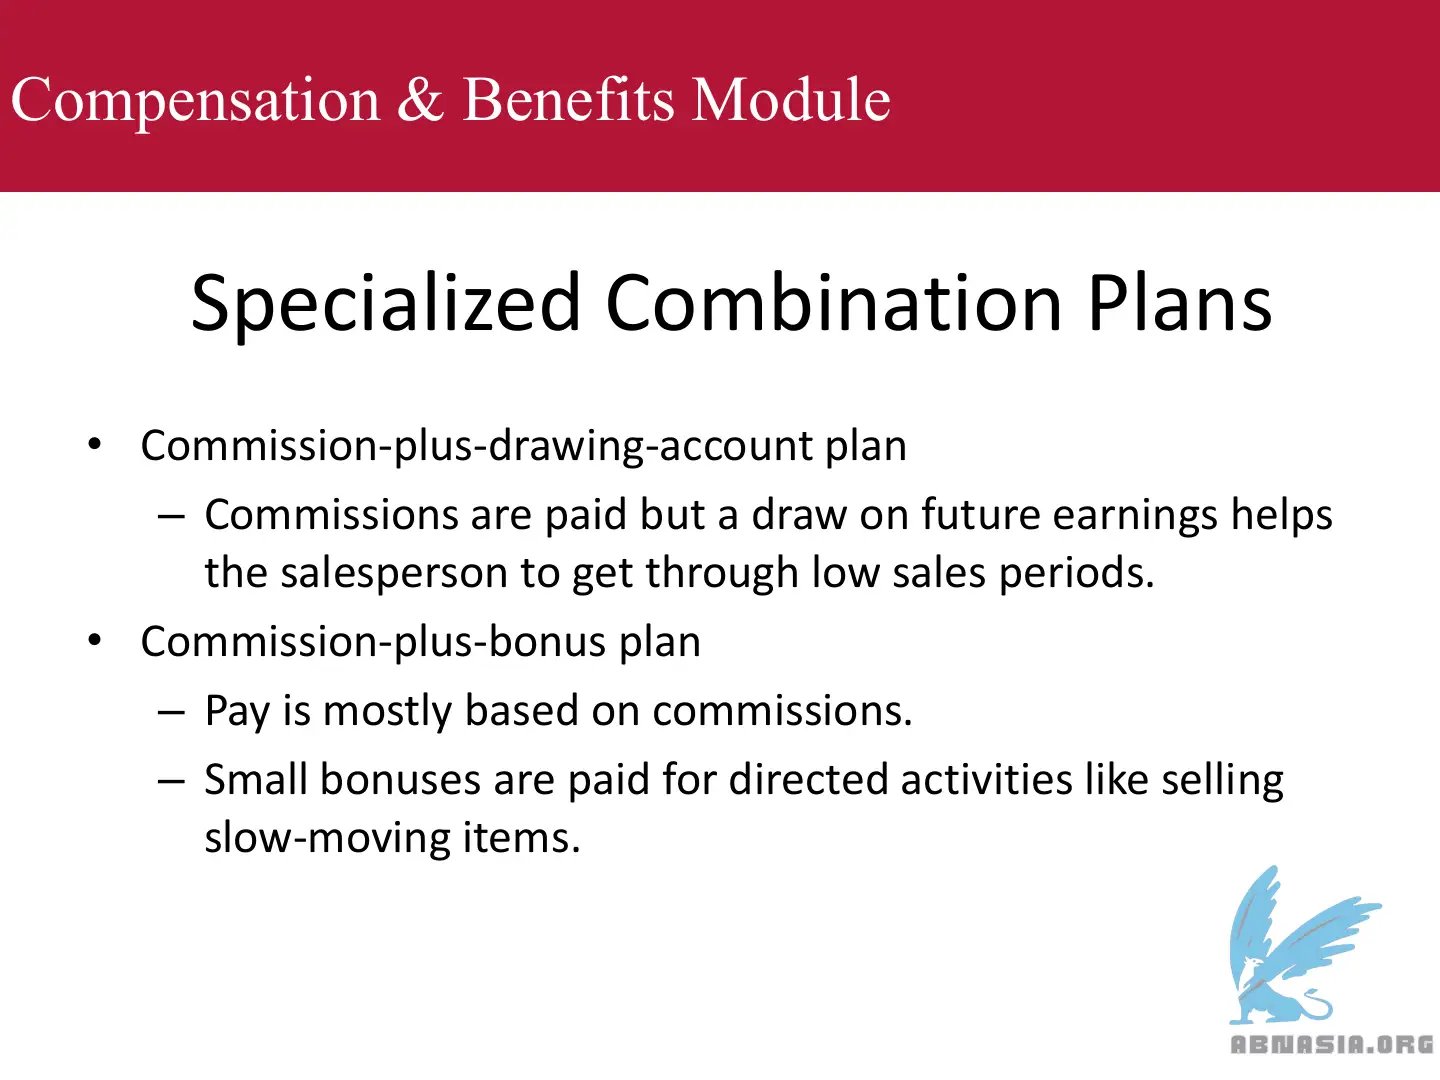 Compensation & Benefits Module
Specialized Combination Plans
• Commission-plus-drawing-account plan
– Commissions are paid but a draw on future earnings helps
the salesperson to get through low sales periods.
• Commission-plus-bonus plan
– Pay is mostly based on commissions.
– Small bonuses are paid for directed activities like selling
slow-moving items.
ABNASIA.ORG